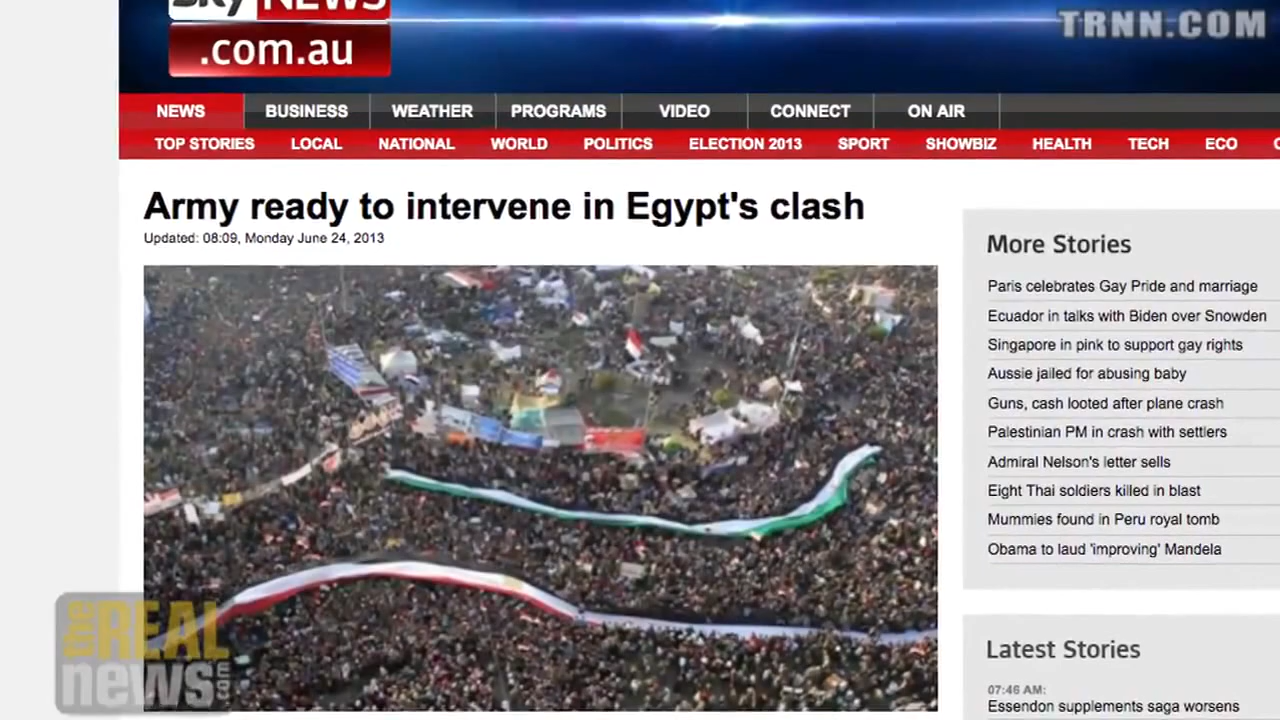 sky NEWS
.com.au
TRNN.COM
NEWS BUSINESS WEATHER PROGRAMS VIDEO CONNECT ON AIR
TOP STORIES LOCAL NATIONAL WORLD POLITICS ELECTION 2013 SPORT SHOWBIZ HEALTH TECH ECO
Army ready to intervene in Egypt's clash
Updated: 08:09, Monday June 24, 2013
More Stories
Paris celebrates Gay Pride and marriage
Ecuador in talks with Biden over Snowden
Singapore in pink to support gay rights
Aussie jailed for abusing baby
Guns, cash looted after plane crash
Palestinian PM in crash with settlers
Admiral Nelson's letter sells
Eight Thai soldiers killed in blast
Mummies found in Peru royal tomb
Obama to laud 'improving' Mandela
Latest Stories
07:46 AM:
Essendon supplements saga worsens
the REAL
news.com